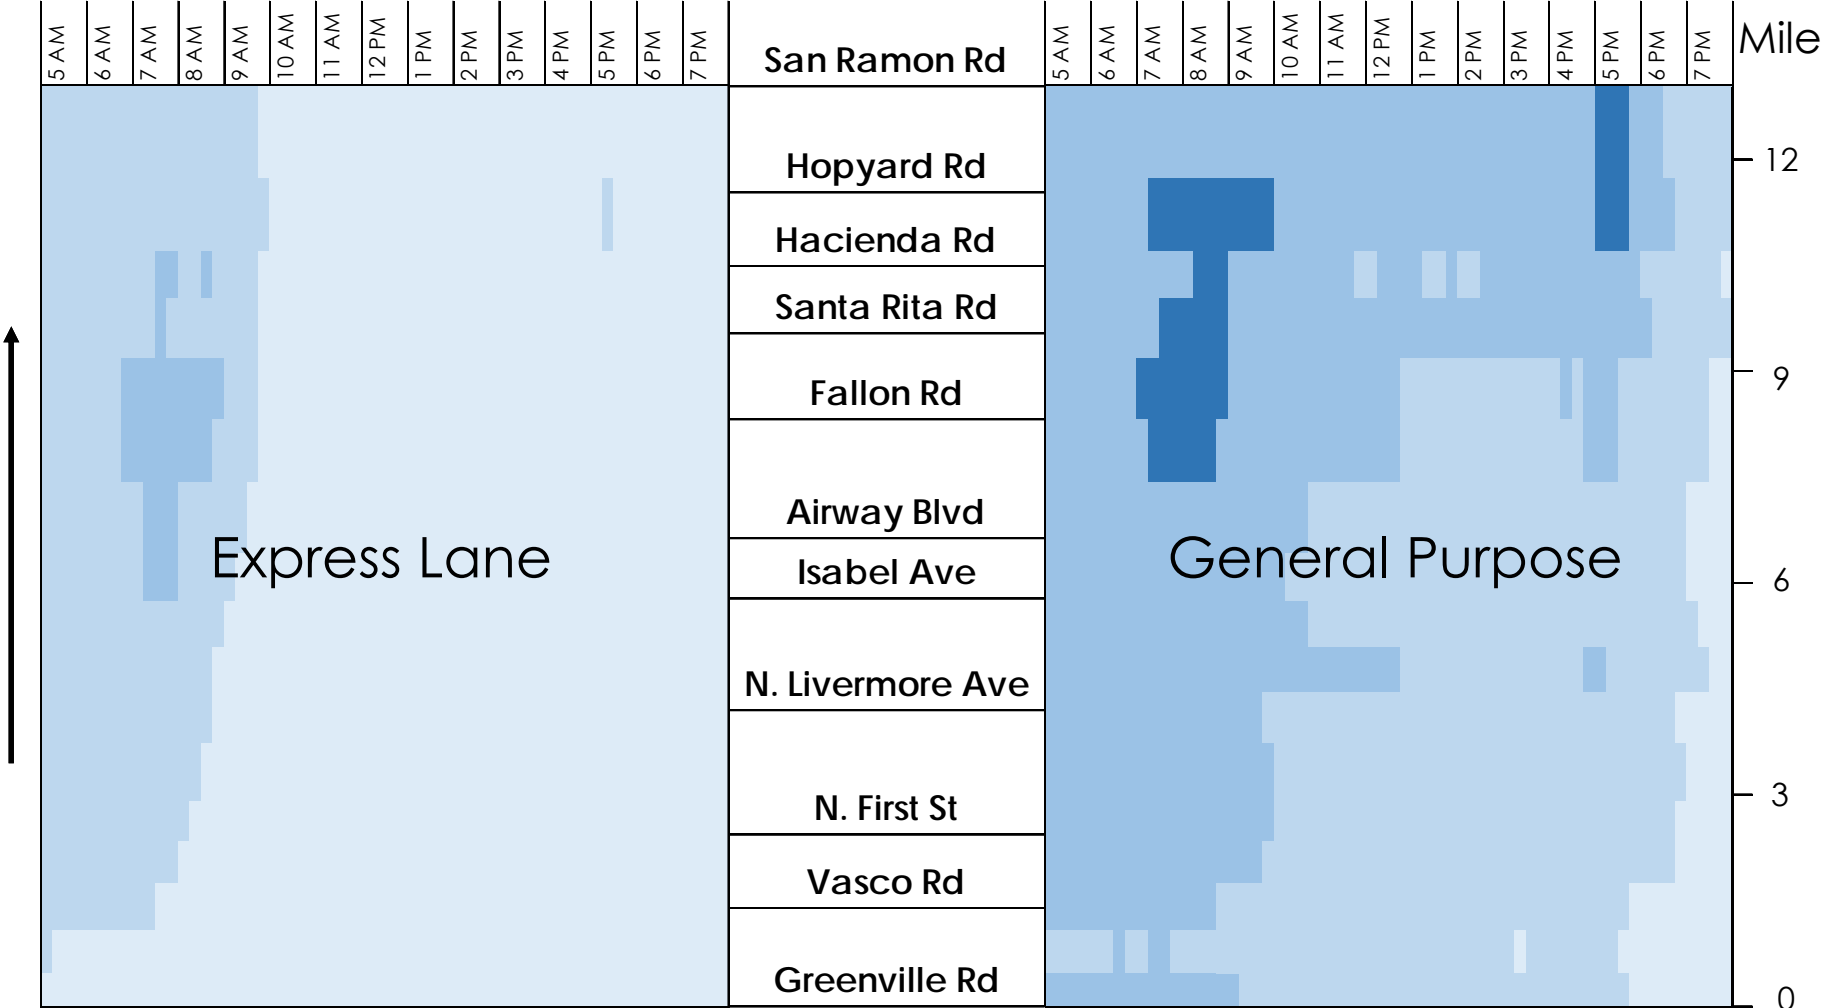 5 AM
6 AM
7 AM
8 AM
9 AM
10 AM
11 AM
12 PM
1 PM
2 PM
3 PM
4 PM
5 PM
6 PM
7 PM
San Ramon Rd
5 AM
6 AM
7 AM
8 AM
9 AM
10 AM
11 AM
12 PM
1 PM
2 PM
3 PM
4 PM
5 PM
6 PM
7 PM
Mile
Hopyard Rd
12
Hacienda Rd
Santa Rita Rd
Fallon Rd
9
Airway Blvd
Express Lane
Isabel Ave
General Purpose
6
N. Livermore Ave
N. First St
3
Vasco Rd
Greenville Rd
0